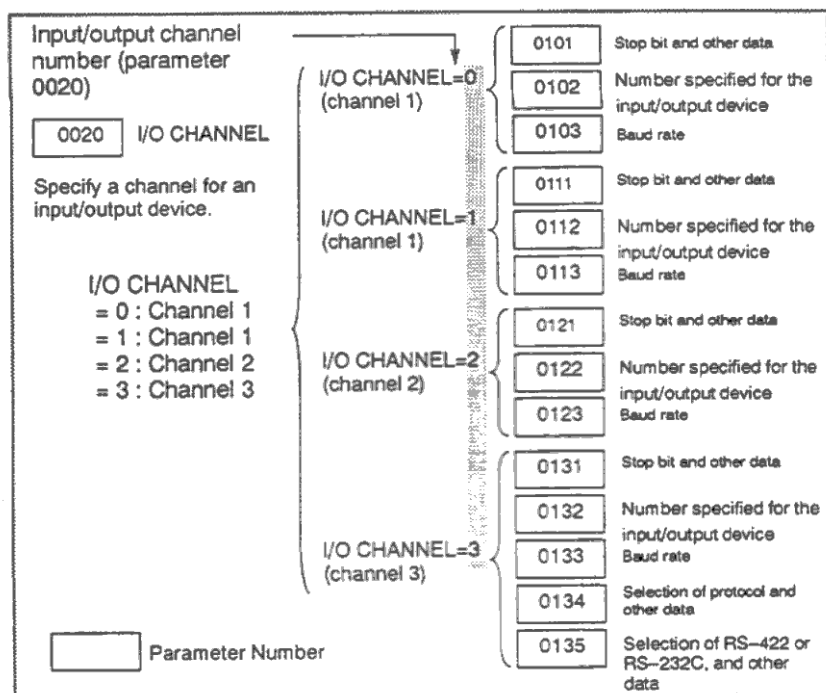 Input/output channel
number (parameter
0020)
0020 I/O CHANNEL
Specify a channel for an
input/output device.
I/O CHANNEL
= 0 : Channel 1
= 1 : Channel 1
= 2 : Channel 2
= 3 : Channel 3
I/O CHANNEL=0
(channel 1)
0101 Stop bit and other data
0102 Number specified for the
input/output device
0103 Baud rate
I/O CHANNEL=1
(channel 1)
0111 Stop bit and other data
0112 Number specified for the
input/output device
0113 Baud rate
I/O CHANNEL=2
(channel 2)
0121 Stop bit and other data
0122 Number specified for the
input/output device
0123 Baud rate
I/O CHANNEL=3
(channel 3)
0131 Stop bit and other data
0132 Number specified for the
input/output device
0133 Baud rate
0134 Selection of protocol and
other data
0135 Selection of RS–422 or
RS–232C, and other
data
Parameter Number